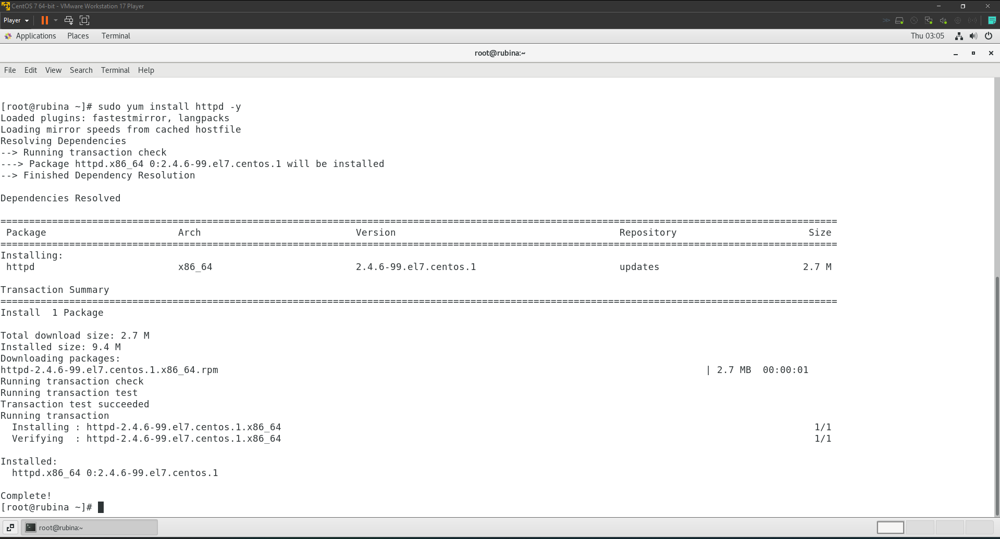 CentOS 7 64-bit - VMware Workstation 17 Player
Player
Applications Places Terminal Thu 03:05
root@rubina:~
File Edit View Search Terminal Help
[root@rubina ~]# sudo yum install httpd -y
Loaded plugins: fastestmirror, langpacks
Loading mirror speeds from cached hostfile
Resolving Dependencies
--> Running transaction check
---> Package httpd.x86_64 0:2.4.6-99.el7.centos.1 will be installed
--> Finished Dependency Resolution
Dependencies Resolved
================================================================================
Package Arch Version Repository Size
================================================================================
Installing:
httpd x86_64 2.4.6-99.el7.centos.1 updates 2.7 M
Transaction Summary
================================================================================
Install  1 Package
Total download size: 2.7 M
Installed size: 9.4 M
Downloading packages:
httpd-2.4.6-99.el7.centos.1.x86_64.rpm | 2.7 MB  00:00:01
Running transaction check
Running transaction test
Transaction test succeeded
Running transaction
  Installing : httpd-2.4.6-99.el7.centos.1.x86_64 1/1
  Verifying  : httpd-2.4.6-99.el7.centos.1.x86_64 1/1
Installed:
  httpd.x86_64 0:2.4.6-99.el7.centos.1
Complete!
[root@rubina ~]#
root@rubina:~